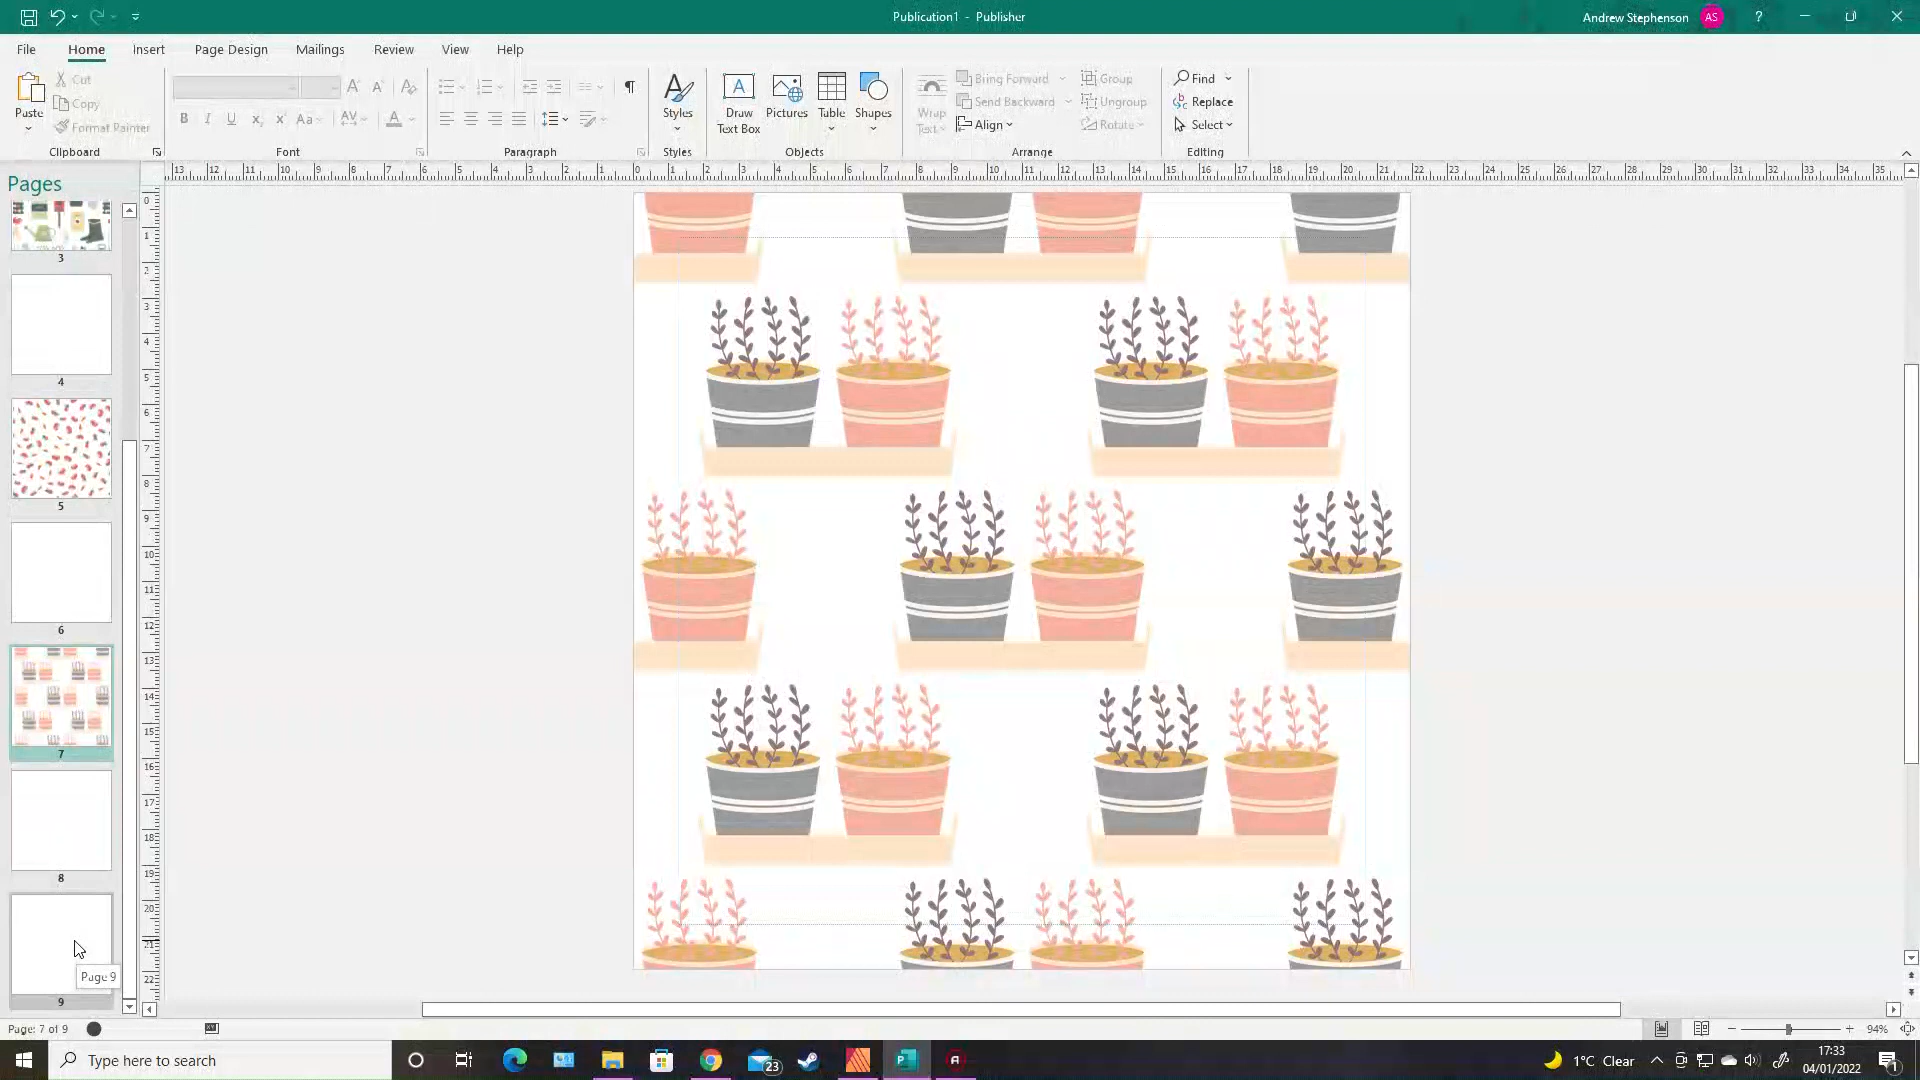 Publication1 - Publisher
Andrew Stephenson
AS
?
File
Home
Insert
Page Design
Mailings
Review
View
Help
Paste
Cut
Copy
Format Painter
Clipboard
Font
Paragraph
Styles
Styles
Draw
Text Box
Pictures
Table
Shapes
Objects
Wrap
Text
Bring Forward
Send Backward
Align
Group
Ungroup
Rotate
Arrange
Find
Replace
Select
Editing
Pages
3
4
5
6
7
8
Page 9
9
Page: 7 of 9
94%
Type here to search
23
1°C Clear
17:33
04/01/2022
1